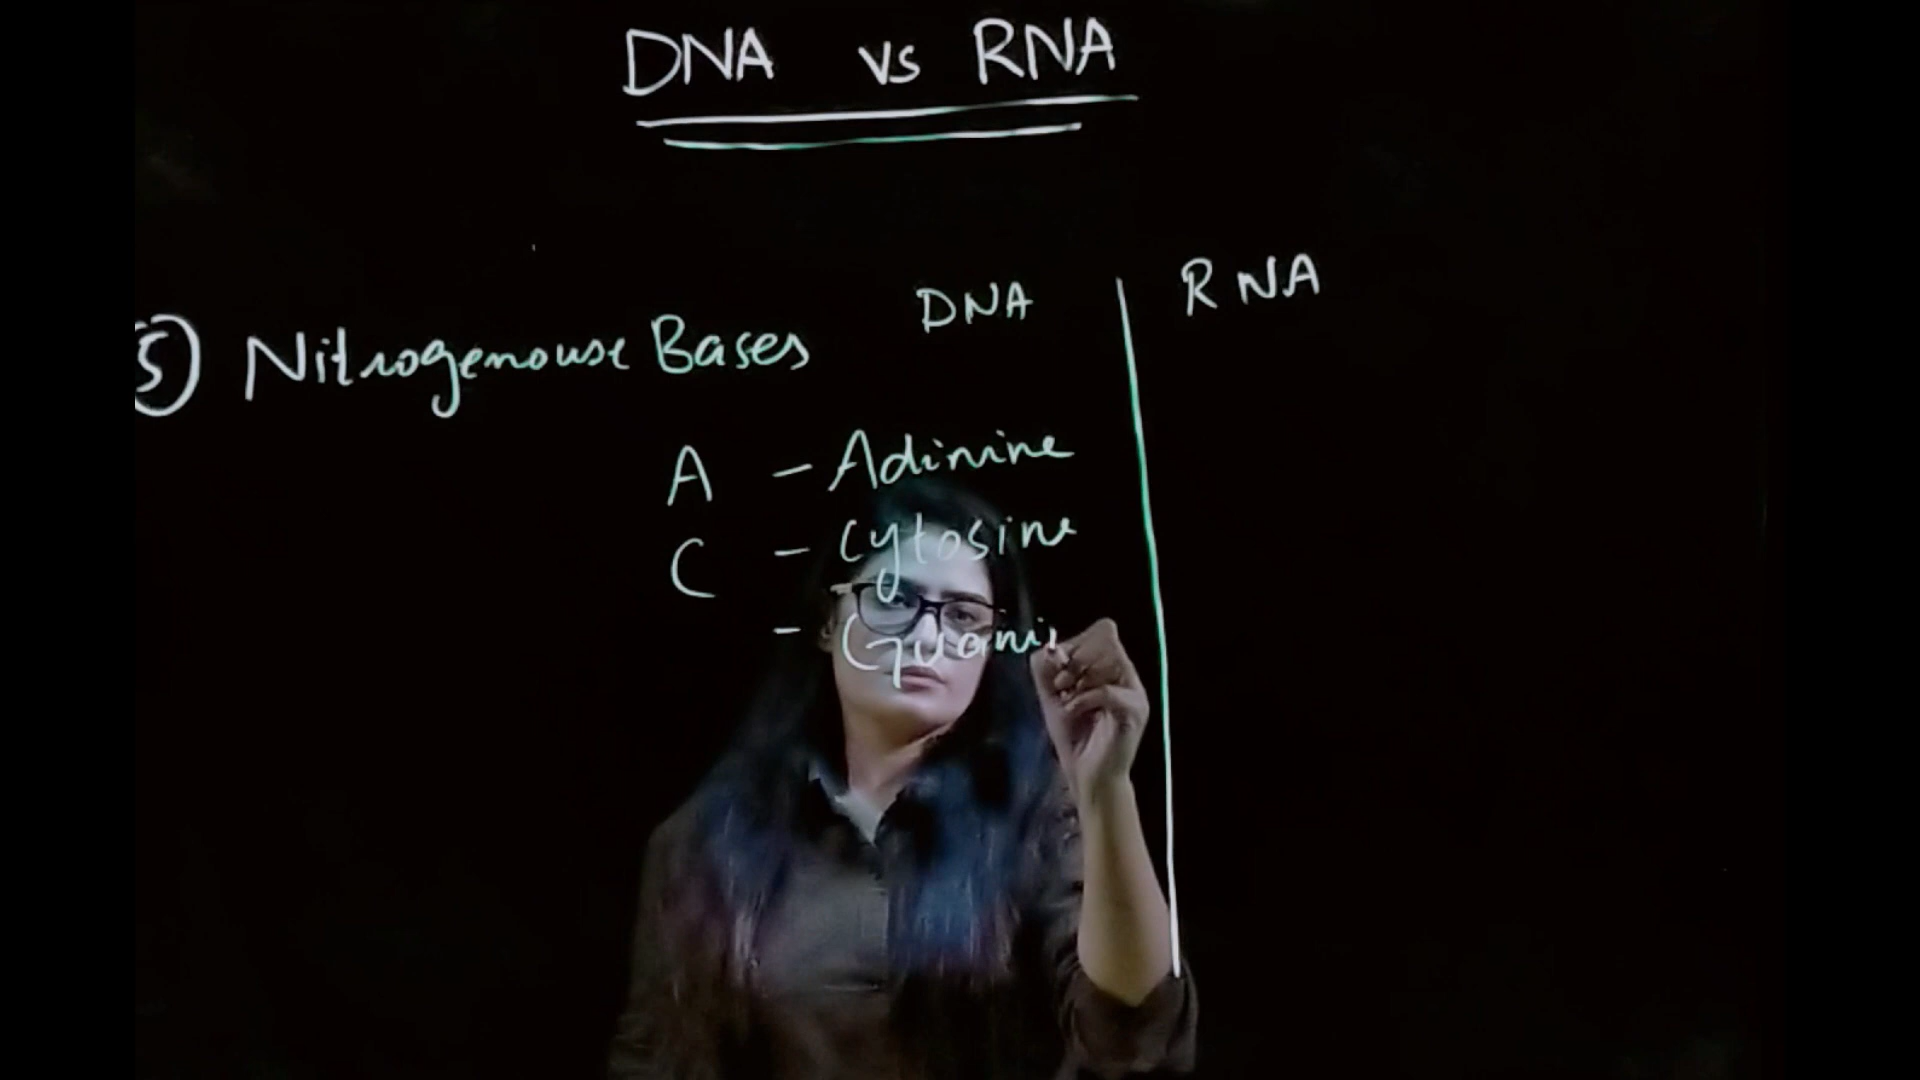 DNA vs RNA
DNA RNA
5 Nitrogenouse Bases
A - Adinine
C - Cytosine
- Guani